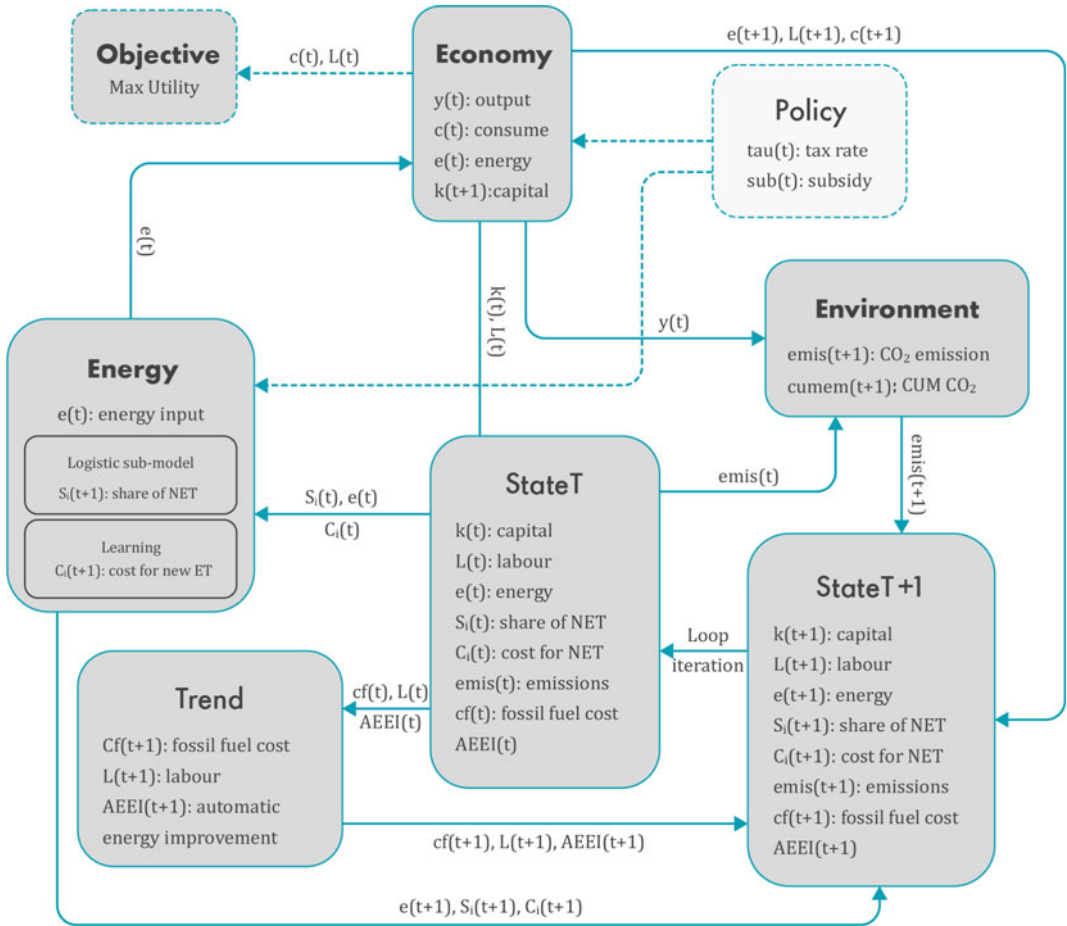 Objective
Max Utility
c(t), L(t)
Economy
y(t): output
c(t): consume
e(t): energy
k(t+1):capital
e(t+1), L(t+1), c(t+1)
Policy
tau(t): tax rate
sub(t): subsidy
e(t)
k(t), L(t)
y(t)
Environment
emis(t+1): CO₂ emission
cumem(t+1): CUM CO₂
Energy
e(t): energy input
Logistic sub-model
Sᵢ(t+1): share of NET
Learning
Cᵢ(t+1): cost for new ET
Sᵢ(t), e(t)
Cᵢ(t)
StateT
k(t): capital
L(t): labour
e(t): energy
Sᵢ(t): share of NET
Cᵢ(t): cost for NET
emis(t): emissions
cf(t): fossil fuel cost
AEEI(t)
emis(t)
emis(t+1)
Loop
iteration
StateT+1
k(t+1): capital
L(t+1): labour
e(t+1): energy
Sᵢ(t+1): share of NET
Cᵢ(t+1): cost for NET
emis(t+1): emissions
cf(t+1): fossil fuel cost
AEEI(t+1)
Trend
Cf(t+1): fossil fuel cost
L(t+1): labour
AEEI(t+1): automatic
energy improvement
cf(t), L(t)
AEEI(t)
cf(t+1), L(t+1), AEEI(t+1)
e(t+1), Sᵢ(t+1), Cᵢ(t+1)